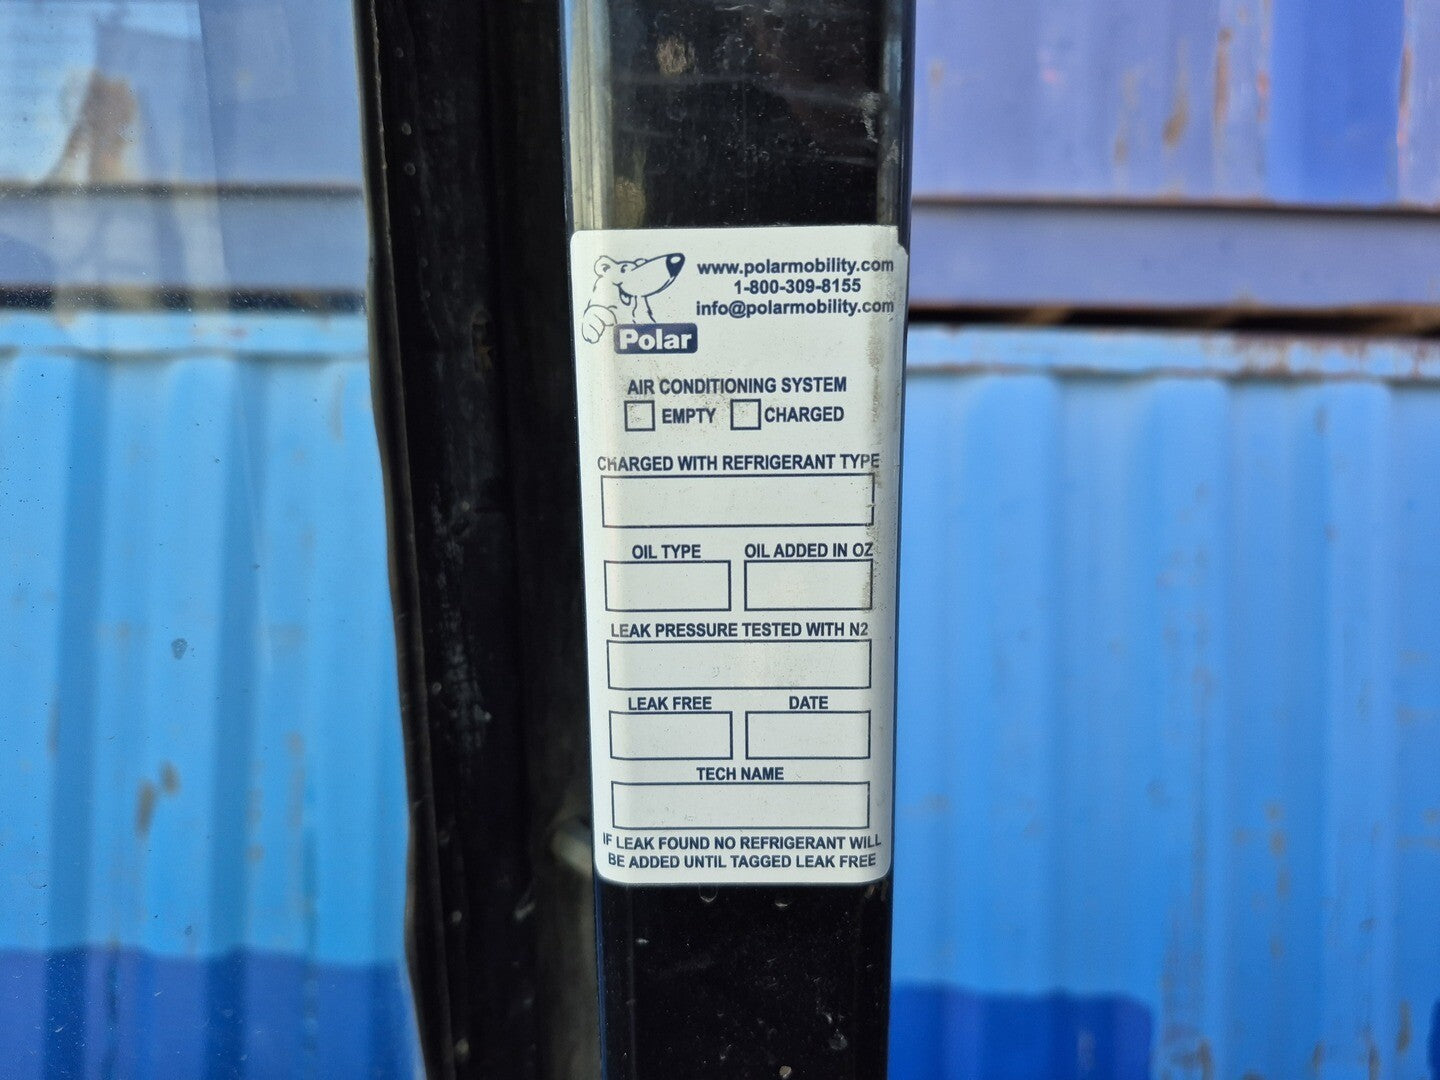 www.polarmobility.com
1-800-309-8155
info@polarmobility.com
Polar
AIR CONDITIONING SYSTEM
EMPTY CHARGED
CHARGED WITH REFRIGERANT TYPE
OIL TYPE OIL ADDED IN OZ
LEAK PRESSURE TESTED WITH N2
LEAK FREE DATE
TECH NAME
IF LEAK FOUND NO REFRIGERANT WILL
BE ADDED UNTIL TAGGED LEAK FREE